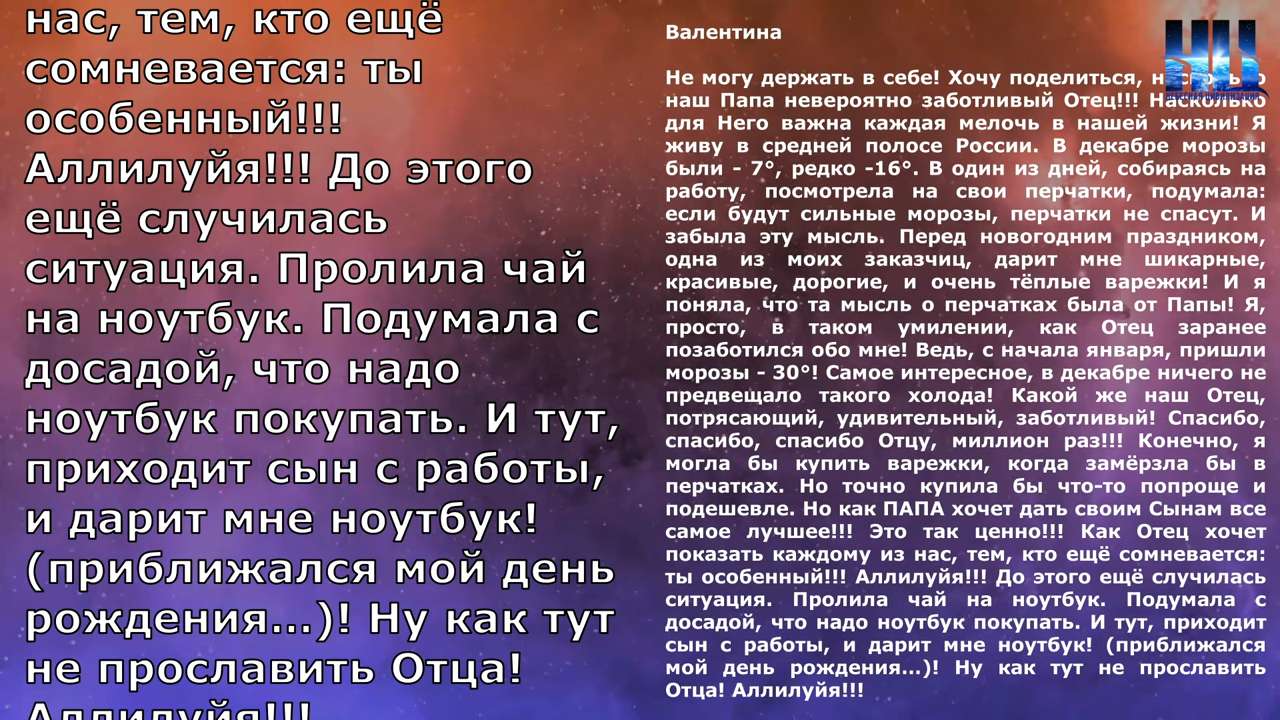 нас, тем, кто ещё
сомневается: ты
особенный!!!
Аллилуйя!!! До этого
ещё случилась
ситуация. Пролила чай
на ноутбук. Подумала с
досадой, что надо
ноутбук покупать. И тут,
приходит сын с работы,
и дарит мне ноутбук!
(приближался мой день
рождения...)! Ну как тут
не прославить Отца!
Аллилуйя!!!
Валентина
Не могу держать в себе! Хочу поделиться, насколько
наш Папа невероятно заботливый Отец!!! Насколько
для Него важна каждая мелочь в нашей жизни! Я
живу в средней полосе России. В декабре морозы
были - 7°, редко -16°. В один из дней, собираясь на
работу, посмотрела на свои перчатки, подумала:
если будут сильные морозы, перчатки не спасут. И
забыла эту мысль. Перед новогодним праздником,
одна из моих заказчиц, дарит мне шикарные,
красивые, дорогие, и очень тёплые варежки! И я
поняла, что та мысль о перчатках была от Папы! Я,
просто, в таком умилении, как Отец заранее
позаботился обо мне! Ведь, с начала января, пришли
морозы - 30°! Самое интересное, в декабре ничего не
предвещало такого холода! Какой же наш Отец,
потрясающий, удивительный, заботливый! Спасибо,
спасибо, спасибо Отцу, миллион раз!!! Конечно, я
могла бы купить варежки, когда замёрзла бы в
перчатках. Но точно купила бы что-то попроще и
подешевле. Но как ПАПА хочет дать своим Сынам все
самое лучшее!!! Это так ценно!!! Как Отец хочет
показать каждому из нас, тем, кто ещё сомневается:
ты особенный!!! Аллилуйя!!! До этого ещё случилась
ситуация. Пролила чай на ноутбук. Подумала с
досадой, что надо ноутбук покупать. И тут, приходит
сын с работы, и дарит мне ноутбук! (приближался
мой день рождения...)! Ну как тут не прославить
Отца! Аллилуйя!!!
НЦ
НЕБЕСНАЯ ЦИВИЛИЗАЦИЯ